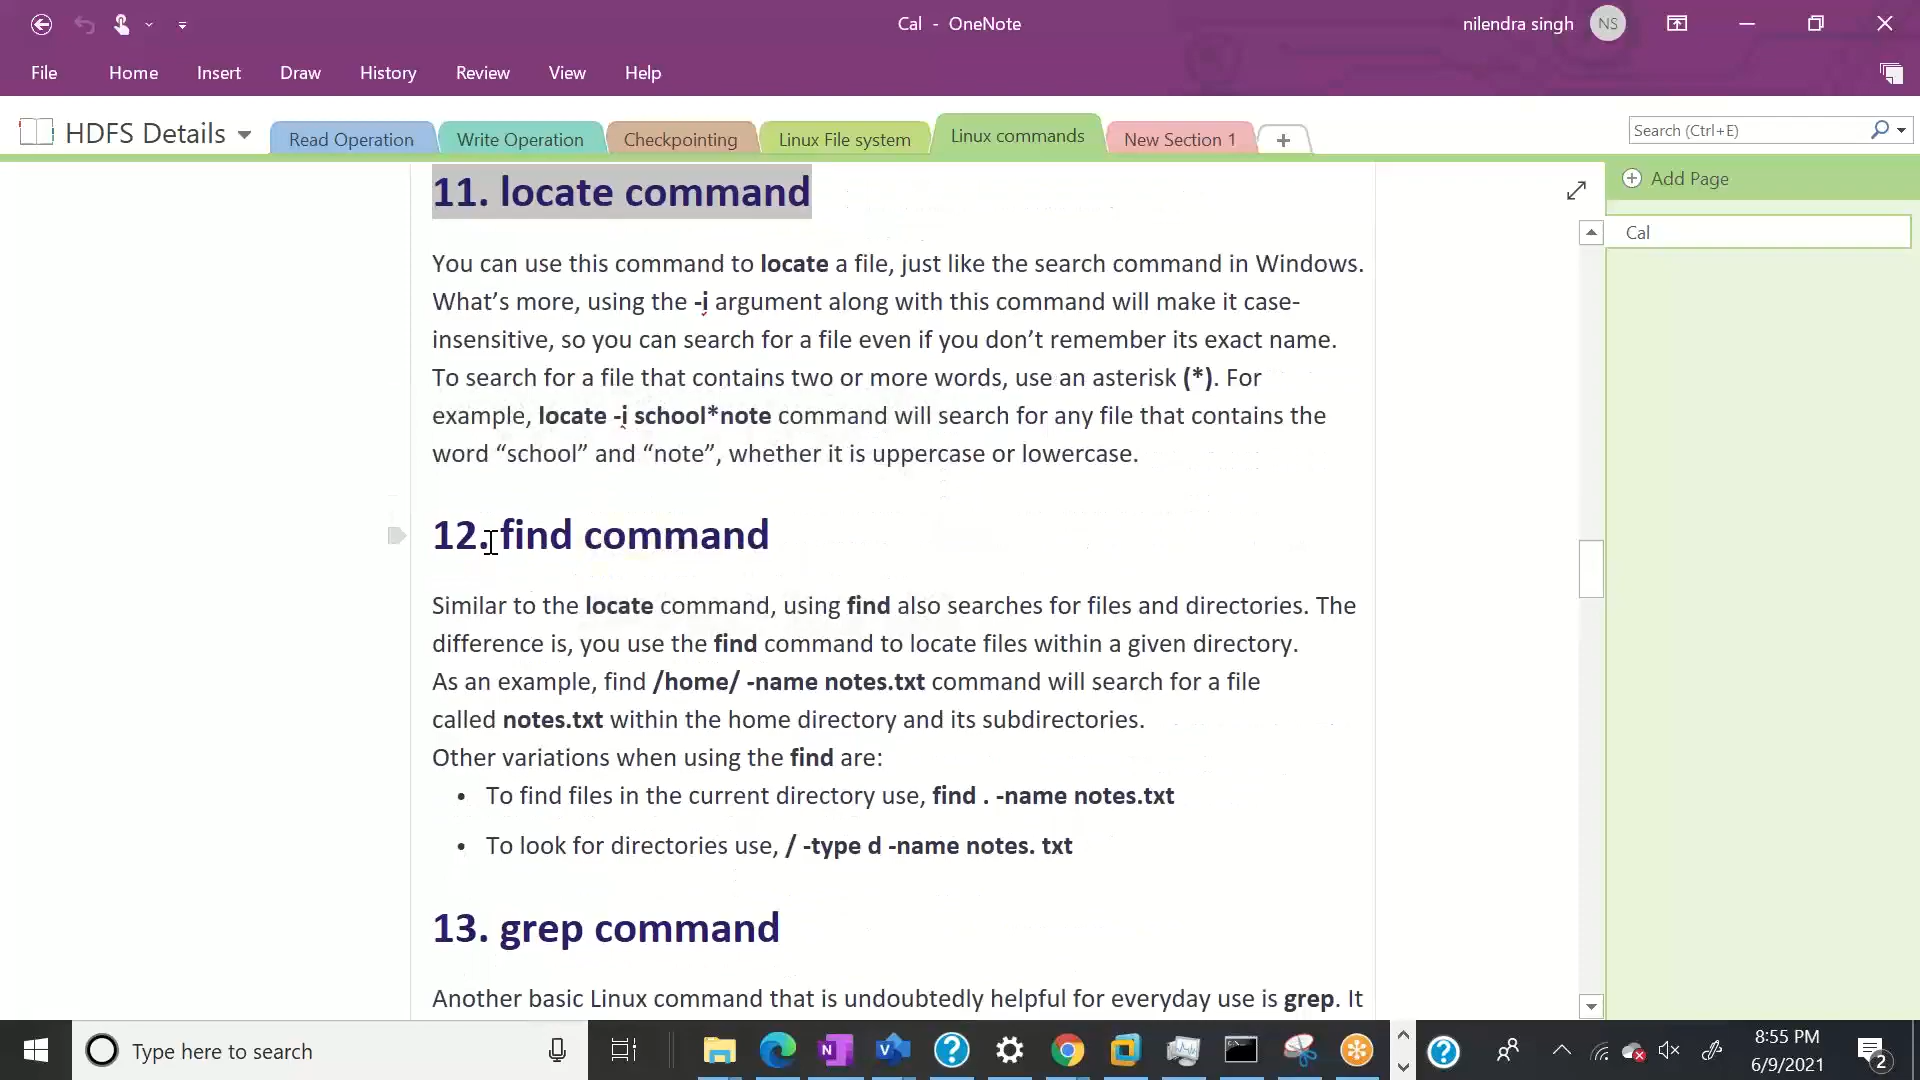 Cal - OneNote
nilendra singh
NS
File
Home
Insert
Draw
History
Review
View
Help
HDFS Details
Read Operation
Write Operation
Checkpointing
Linux File system
Linux commands
New Section 1
Search (Ctrl+E)
Add Page
Cal
11. locate command
You can use this command to locate a file, just like the search command in Windows.
What’s more, using the -i argument along with this command will make it case-
insensitive, so you can search for a file even if you don’t remember its exact name.
To search for a file that contains two or more words, use an asterisk (*). For
example, locate -i school*note command will search for any file that contains the
word “school” and “note”, whether it is uppercase or lowercase.
12. find command
Similar to the locate command, using find also searches for files and directories. The
difference is, you use the find command to locate files within a given directory.
As an example, find /home/ -name notes.txt command will search for a file
called notes.txt within the home directory and its subdirectories.
Other variations when using the find are:
• To find files in the current directory use, find . -name notes.txt
• To look for directories use, / -type d -name notes. txt
13. grep command
Another basic Linux command that is undoubtedly helpful for everyday use is grep. It
Type here to search
8:55 PM
6/9/2021
2